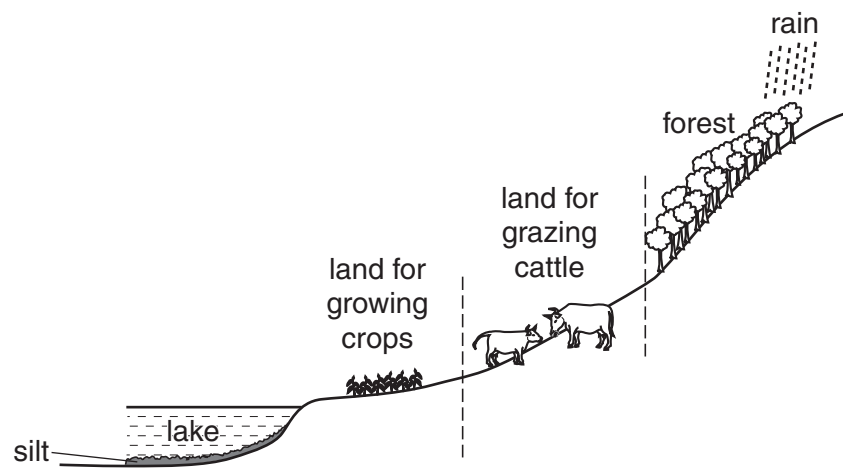 rain
forest
land for
grazing
cattle
land for
growing
crops
lake
silt